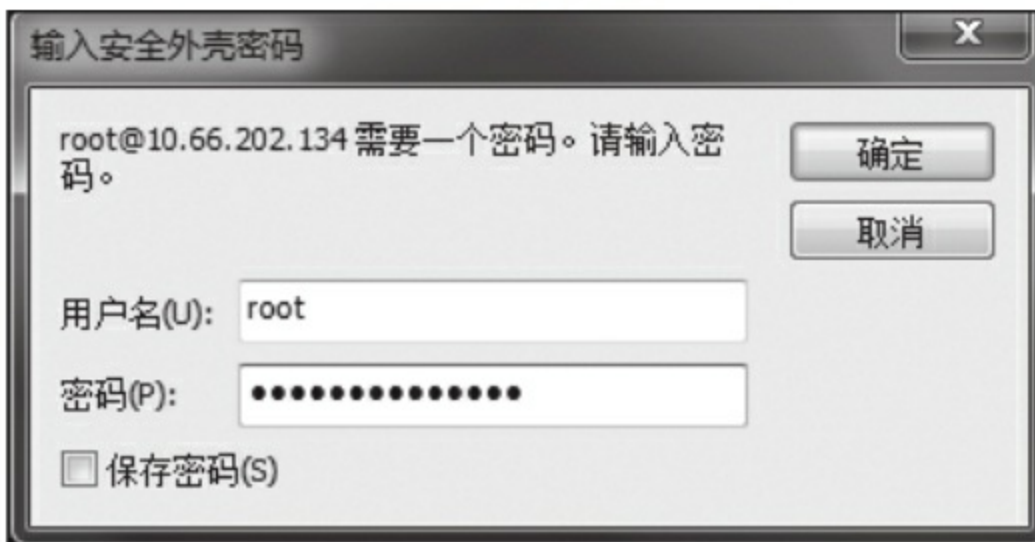 输入安全外壳密码
root@10.66.202.134 需要一个密码。请输入密
码。
确定
取消
用户名(U): root
密码(P): ●●●●●●●●●●●●●●
保存密码(S)